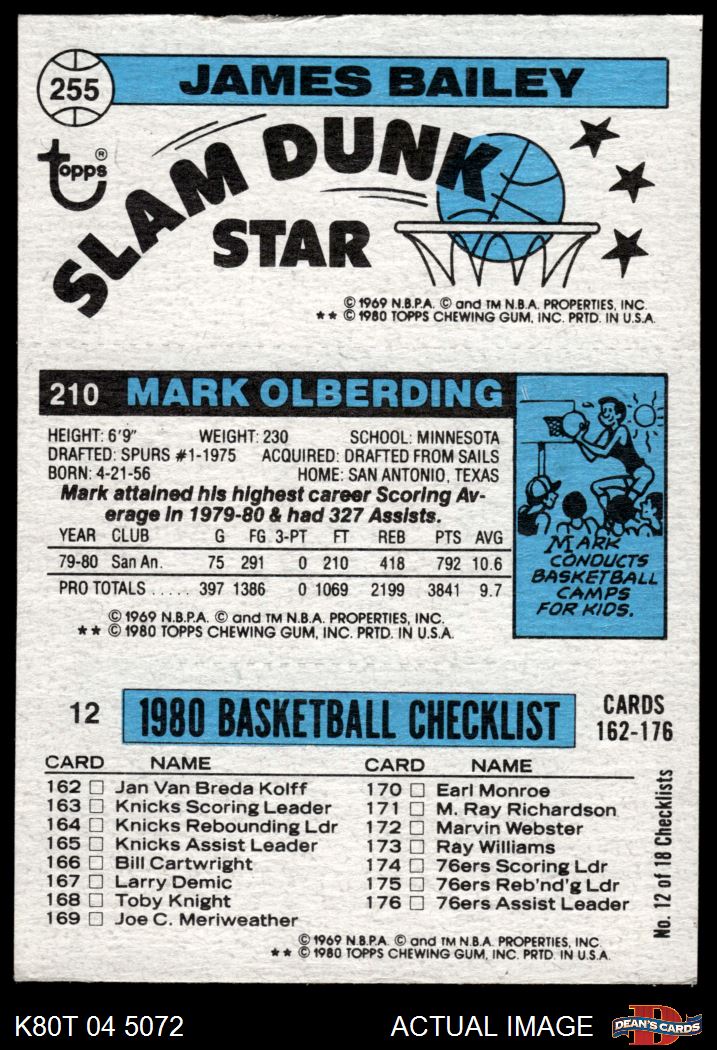 255 JAMES BAILEY
topps®
SLAM DUNK
STAR
© 1969 N.B.P.A. © and TM N.B.A. PROPERTIES, INC.
★★ © 1980 TOPPS CHEWING GUM, INC. PRTD. IN U.S.A.
210 MARK OLBERDING
HEIGHT: 6'9" WEIGHT: 230 SCHOOL: MINNESOTA
DRAFTED: SPURS #1-1975 ACQUIRED: DRAFTED FROM SAILS
BORN: 4-21-56 HOME: SAN ANTONIO, TEXAS
Mark attained his highest career Scoring Av-
erage in 1979-80 & had 327 Assists.
YEAR CLUB G FG 3-PT FT REB PTS AVG
79-80 San An. 75 291 0 210 418 792 10.6
PRO TOTALS ..... 397 1386 0 1069 2199 3841 9.7
© 1969 N.B.P.A. © and TM N.B.A. PROPERTIES, INC.
★★ © 1980 TOPPS CHEWING GUM, INC. PRTD. IN U.S.A.
MARK
CONDUCTS
BASKETBALL
CAMPS
FOR KIDS.
12 1980 BASKETBALL CHECKLIST
CARDS
162-176
CARD NAME
162 □ Jan Van Breda Kolff
163 □ Knicks Scoring Leader
164 □ Knicks Rebounding Ldr
165 □ Knicks Assist Leader
166 □ Bill Cartwright
167 □ Larry Demic
168 □ Toby Knight
169 □ Joe C. Meriweather
CARD NAME
170 □ Earl Monroe
171 □ M. Ray Richardson
172 □ Marvin Webster
173 □ Ray Williams
174 □ 76ers Scoring Ldr
175 □ 76ers Reb'nd'g Ldr
176 □ 76ers Assist Leader
No. 12 of 18 Checklists
© 1969 N.B.P.A. © and TM N.B.A. PROPERTIES, INC.
★★ © 1980 TOPPS CHEWING GUM, INC. PRTD. IN U.S.A.
K80T 04 5072 ACTUAL IMAGE
D
DEAN'S CARDS